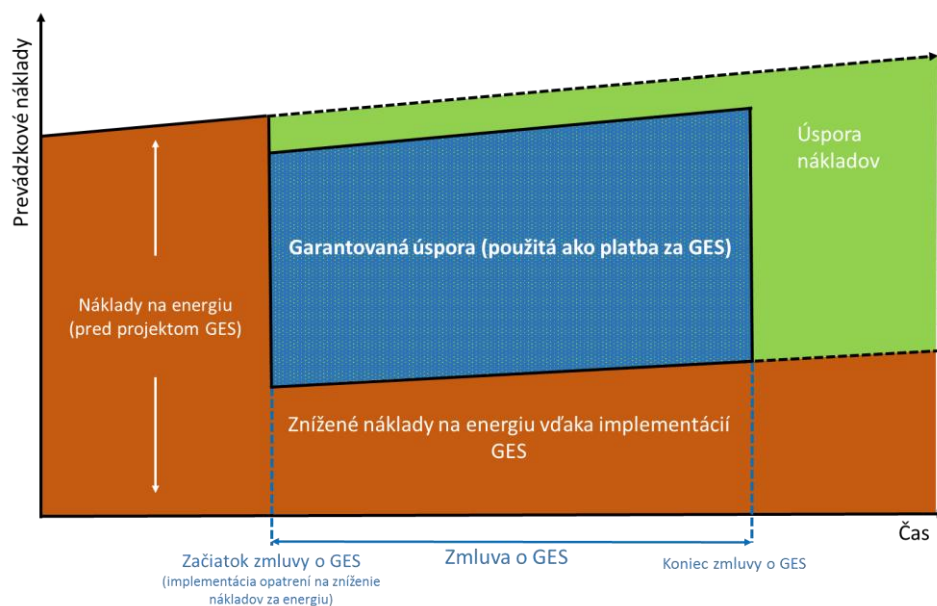 Prevádzkové náklady
Úspora
nákladov
Garantovaná úspora (použitá ako platba za GES)
Náklady na energiu
(pred projektom GES)
Znížené náklady na energiu vďaka implementácií
GES
Čas
Začiatok zmluvy o GES
(implementácia opatrení na zníženie
nákladov za energiu)
Zmluva o GES
Koniec zmluvy o GES